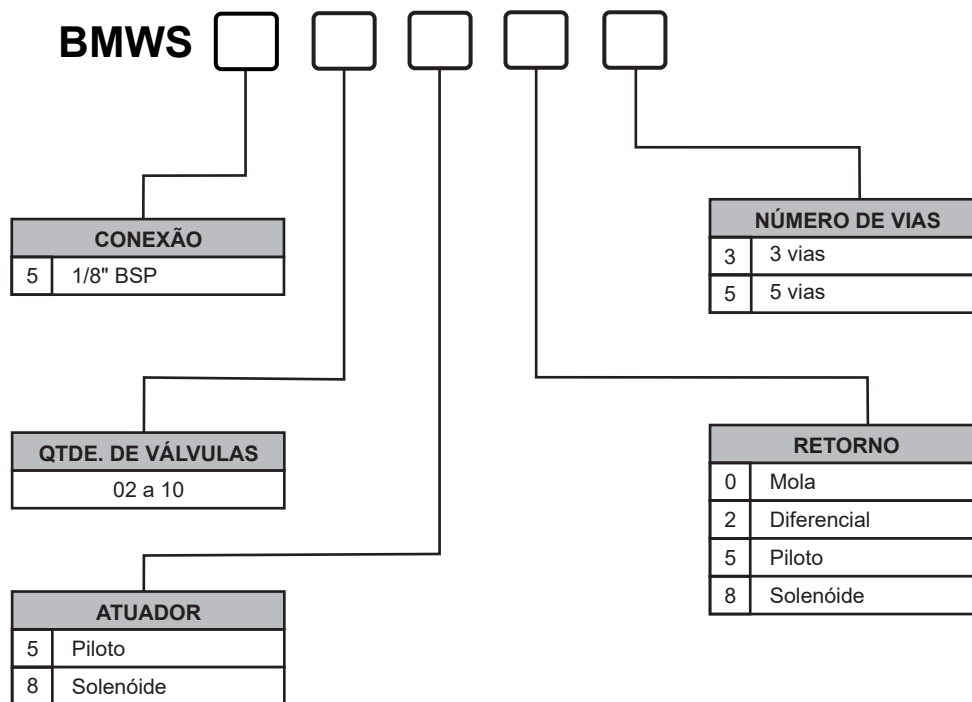 BMWS
CONEXÃO
5 1/8" BSP
QTDE. DE VÁLVULAS
02 a 10
ATUADOR
5 Piloto
8 Solenóide
NÚMERO DE VIAS
3 3 vias
5 5 vias
RETORNO
0 Mola
2 Diferencial
5 Piloto
8 Solenóide